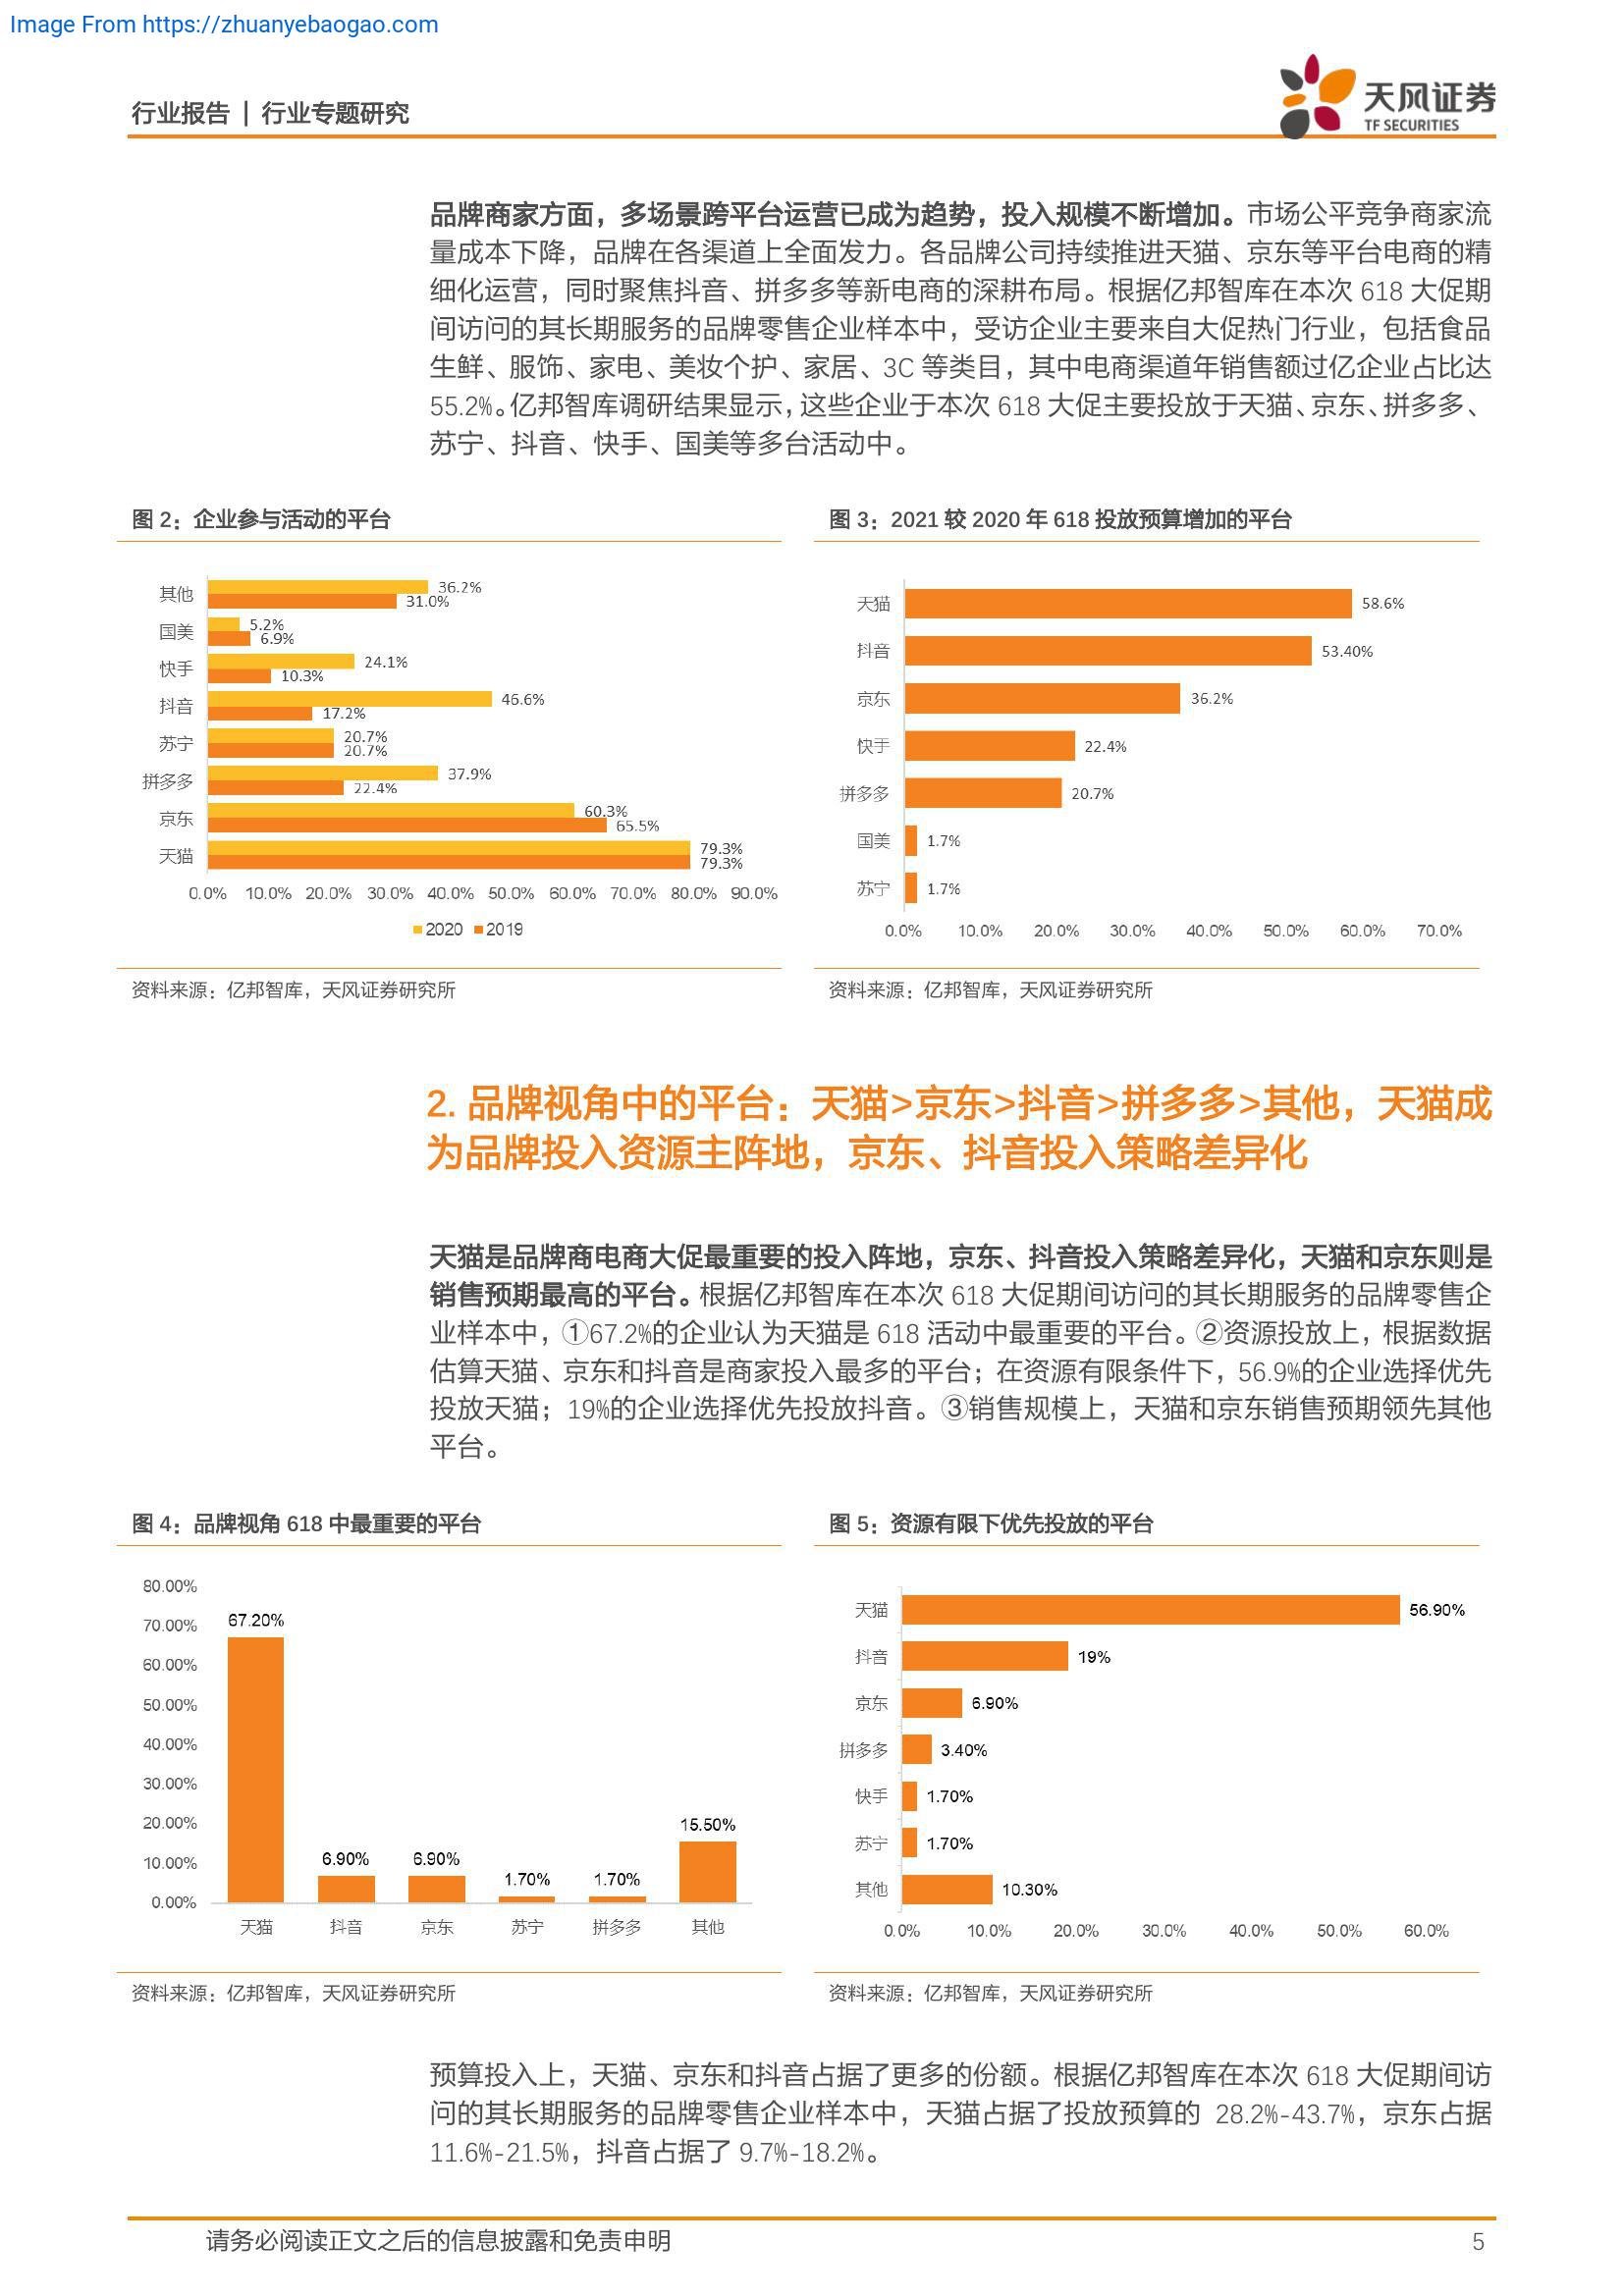 Image From https://zhuanyebaogao.com
行业报告 | 行业专题研究
天风证券
TF SECURITIES
品牌商家方面，多场景跨平台运营已成为趋势，投入规模不断增加。市场公平竞争商家流
量成本下降，品牌在各渠道上全面发力。各品牌公司持续推进天猫、京东等平台电商的精
细化运营，同时聚焦抖音、拼多多等新电商的深耕布局。根据亿邦智库在本次 618 大促期
间访问的其长期服务的品牌零售企业样本中，受访企业主要来自大促热门行业，包括食品
生鲜、服饰、家电、美妆个护、家居、3C 等类目，其中电商渠道年销售额过亿企业占比达
55.2%。亿邦智库调研结果显示，这些企业于本次 618 大促主要投放于天猫、京东、拼多多、
苏宁、抖音、快手、国美等多台活动中。
图 2：企业参与活动的平台
其他 36.2%
31.0%
国美 5.2%
6.9%
快手 24.1%
10.3%
抖音 46.6%
17.2%
苏宁 20.7%
20.7%
拼多多 37.9%
22.4%
京东 60.3%
65.5%
天猫 79.3%
79.3%
0.0% 10.0% 20.0% 30.0% 40.0% 50.0% 60.0% 70.0% 80.0% 90.0%
2020 2019
资料来源：亿邦智库，天风证券研究所
图 3：2021 较 2020 年 618 投放预算增加的平台
天猫 58.6%
抖音 53.40%
京东 36.2%
快手 22.4%
拼多多 20.7%
国美 1.7%
苏宁 1.7%
0.0% 10.0% 20.0% 30.0% 40.0% 50.0% 60.0% 70.0%
资料来源：亿邦智库，天风证券研究所
2. 品牌视角中的平台：天猫>京东>抖音>拼多多>其他，天猫成
为品牌投入资源主阵地，京东、抖音投入策略差异化
天猫是品牌商电商大促最重要的投入阵地，京东、抖音投入策略差异化，天猫和京东则是
销售预期最高的平台。根据亿邦智库在本次 618 大促期间访问的其长期服务的品牌零售企
业样本中，①67.2%的企业认为天猫是 618 活动中最重要的平台。②资源投放上，根据数据
估算天猫、京东和抖音是商家投入最多的平台；在资源有限条件下，56.9%的企业选择优先
投放天猫；19%的企业选择优先投放抖音。③销售规模上，天猫和京东销售预期领先其他
平台。
图 4：品牌视角 618 中最重要的平台
80.00%
70.00%
60.00%
50.00%
40.00%
30.00%
20.00%
10.00%
0.00%
67.20% 6.90% 6.90% 1.70% 1.70% 15.50%
天猫 抖音 京东 苏宁 拼多多 其他
资料来源：亿邦智库，天风证券研究所
图 5：资源有限下优先投放的平台
天猫 56.90%
抖音 19%
京东 6.90%
拼多多 3.40%
快手 1.70%
苏宁 1.70%
其他 10.30%
0.0% 10.0% 20.0% 30.0% 40.0% 50.0% 60.0%
资料来源：亿邦智库，天风证券研究所
预算投入上，天猫、京东和抖音占据了更多的份额。根据亿邦智库在本次 618 大促期间访
问的其长期服务的品牌零售企业样本中，天猫占据了投放预算的 28.2%-43.7%，京东占据
11.6%-21.5%，抖音占据了 9.7%-18.2%。
请务必阅读正文之后的信息披露和免责申明
5